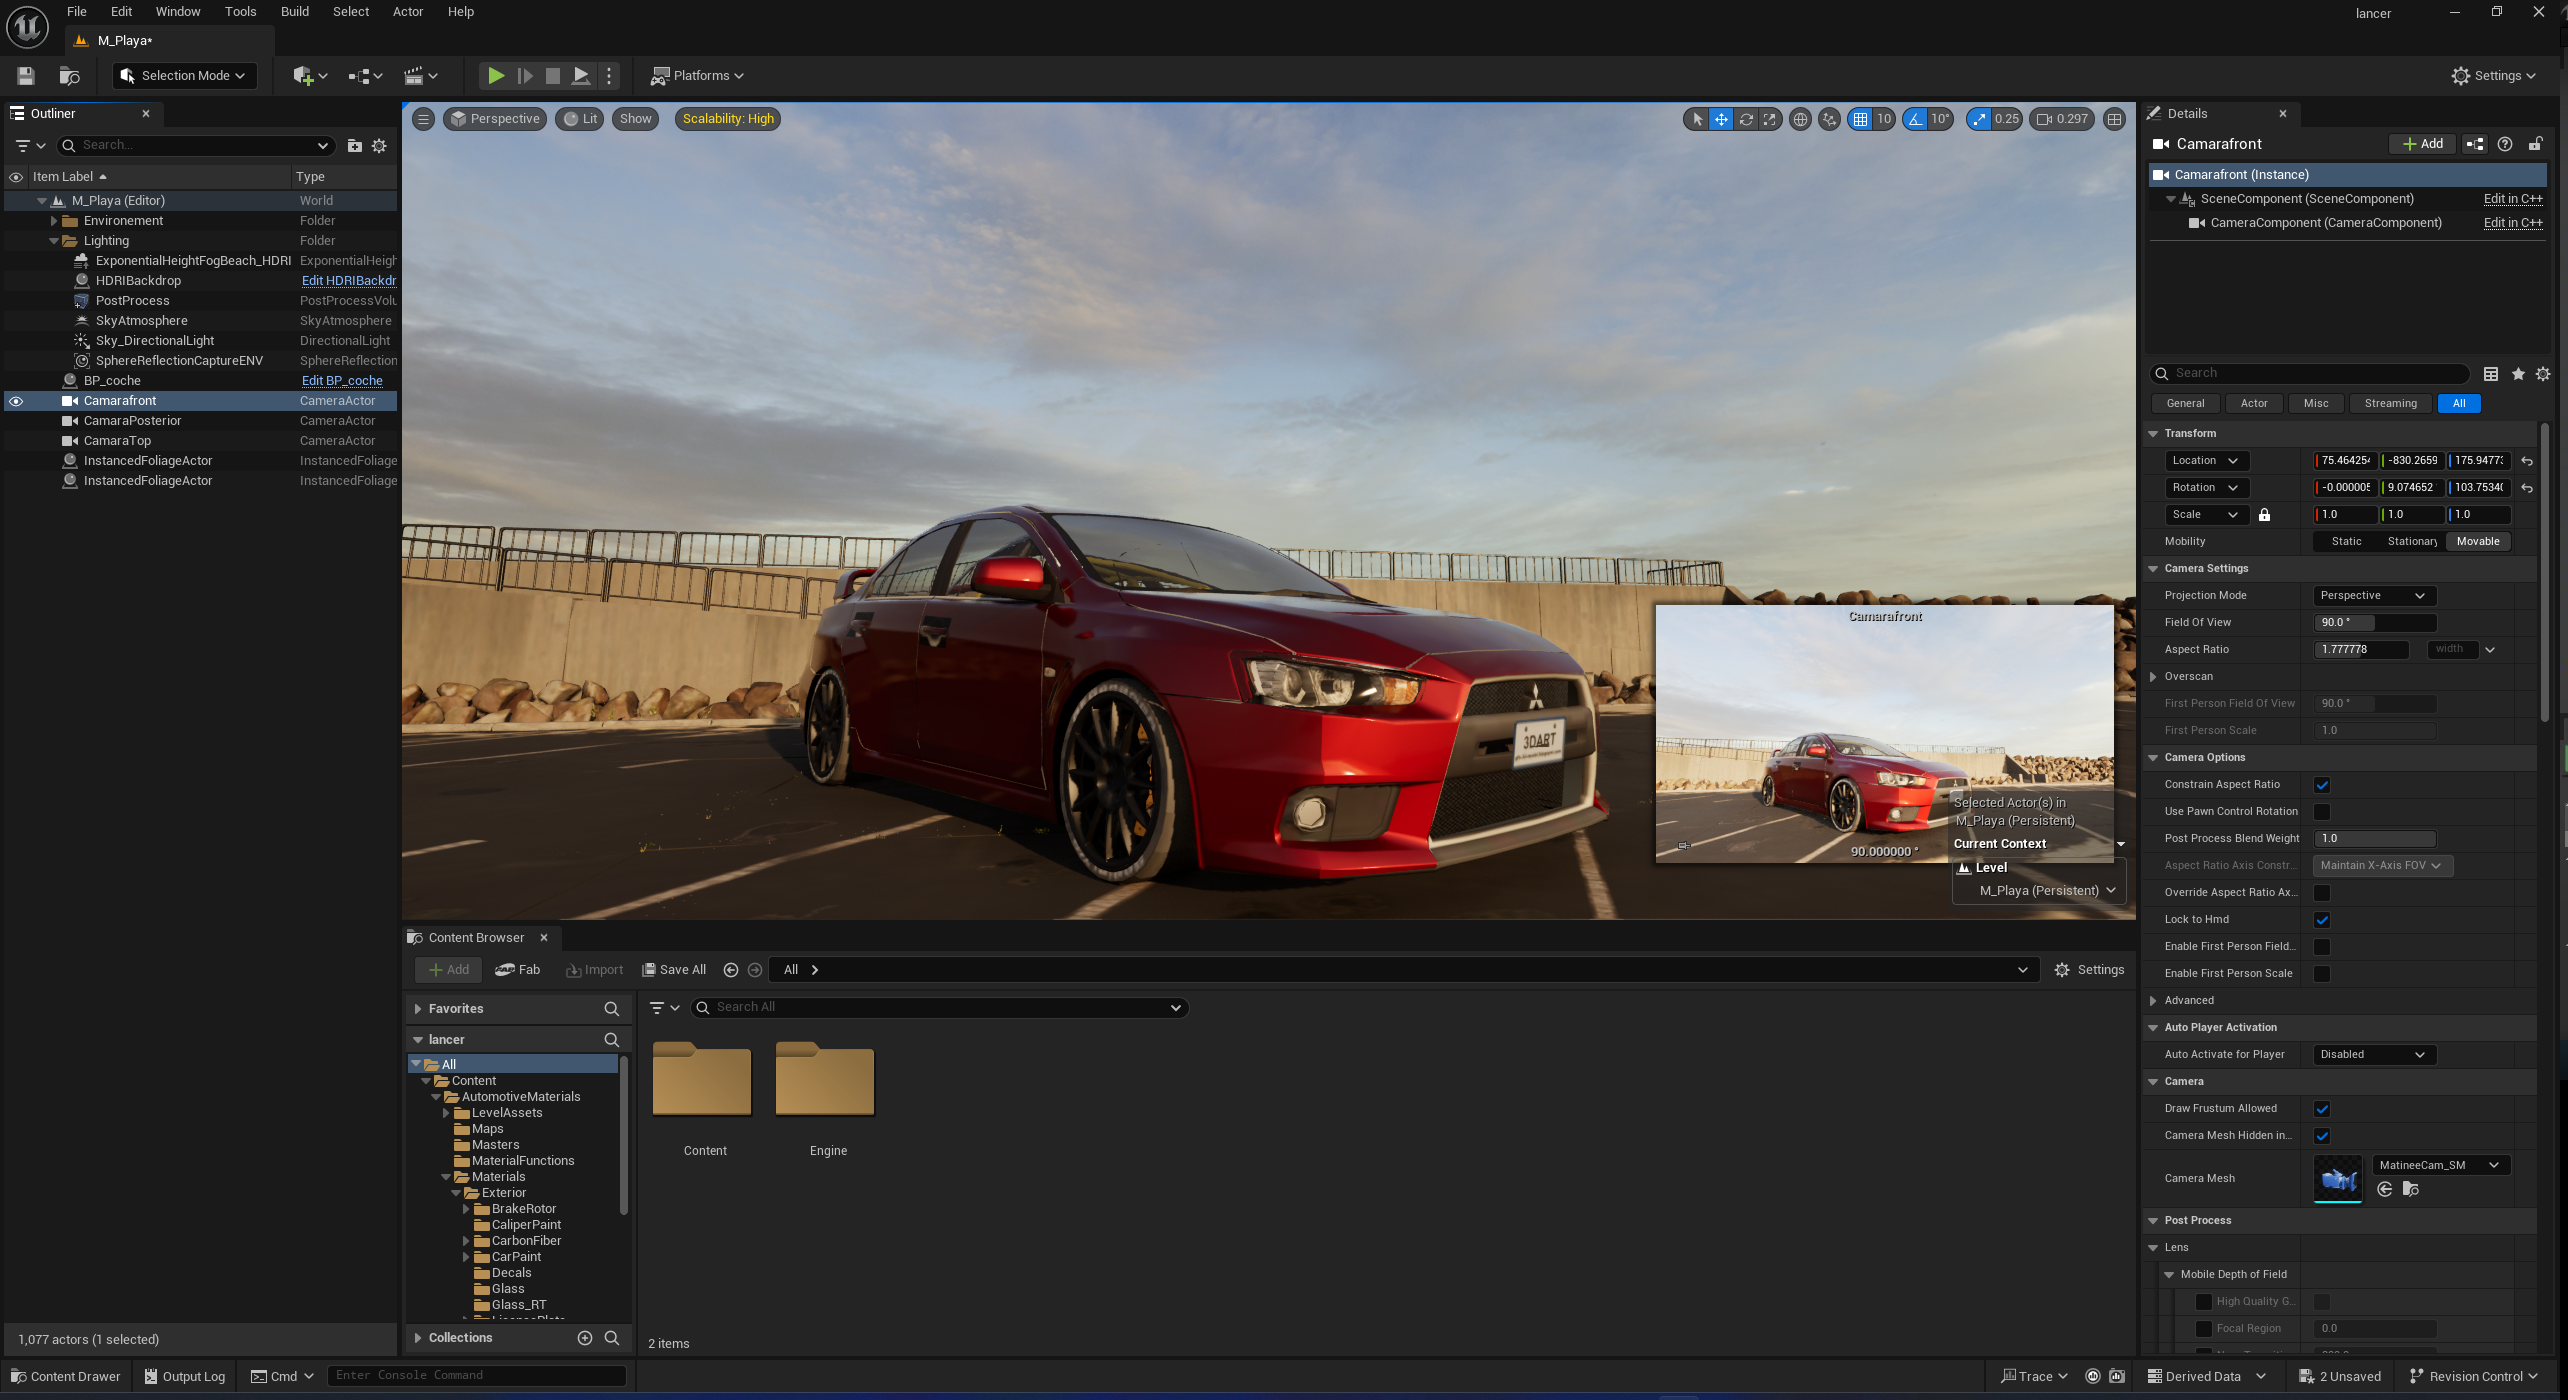 File Edit Window Tools Build Select Actor Help
lancer
M_Playa*
Selection Mode
Platforms
Settings
Outliner
Search...
Item Label Type
M_Playa (Editor) World
Environement Folder
Lighting Folder
ExponentialHeightFogBeach_HDRI ExponentialHeigh
HDRIBackdrop Edit HDRIBackdr
PostProcess PostProcessVolu
SkyAtmosphere SkyAtmosphere
Sky_DirectionalLight DirectionalLight
SphereReflectionCaptureENV SphereReflection
BP_coche Edit BP_coche
Camarafront CameraActor
CamaraPosterior CameraActor
CamaraTop CameraActor
InstancedFoliageActor InstancedFoliage
InstancedFoliageActor InstancedFoliage
1,077 actors (1 selected)
Perspective Lit Show Scalability: High
10 10° 0.25 0.297
3DART
Camarafront
90.000000 °
Selected Actor(s) in
M_Playa (Persistent)
Current Context
Level
M_Playa (Persistent)
Content Browser
Add Fab Import Save All All Settings
Favorites
lancer
All
Content
AutomotiveMaterials
LevelAssets
Maps
Masters
MaterialFunctions
Materials
Exterior
BrakeRotor
CaliperPaint
CarbonFiber
CarPaint
Decals
Glass
Glass_RT
Collections
Search All
Content Engine
2 items
Details
Camarafront Add
Camarafront (Instance)
SceneComponent (SceneComponent) Edit in C++
CameraComponent (CameraComponent) Edit in C++
Search
General Actor Misc Streaming All
Transform
Location 75.464254 -830.2659 175.94773
Rotation -0.000005 9.074652 103.75340
Scale 1.0 1.0 1.0
Mobility Static Stationary Movable
Camera Settings
Projection Mode Perspective
Field Of View 90.0 °
Aspect Ratio 1.777778 width
Overscan
First Person Field Of View 90.0 °
First Person Scale 1.0
Camera Options
Constrain Aspect Ratio
Use Pawn Control Rotation
Post Process Blend Weight 1.0
Aspect Ratio Axis Constr... Maintain X-Axis FOV
Override Aspect Ratio Ax...
Lock to Hmd
Enable First Person Field...
Enable First Person Scale
Advanced
Auto Player Activation
Auto Activate for Player Disabled
Camera
Draw Frustum Allowed
Camera Mesh Hidden in...
Camera Mesh MatineeCam_SM
Post Process
Lens
Mobile Depth of Field
High Quality G...
Focal Region 0.0
Content Drawer Output Log Cmd Enter Console Command
Trace Derived Data 2 Unsaved Revision Control